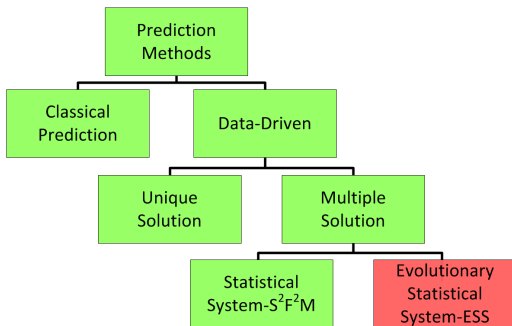 Prediction
Methods
Classical
Prediction
Data-Driven
Unique
Solution
Multiple
Solution
Statistical
System-S²F²M
Evolutionary
Statistical
System-ESS